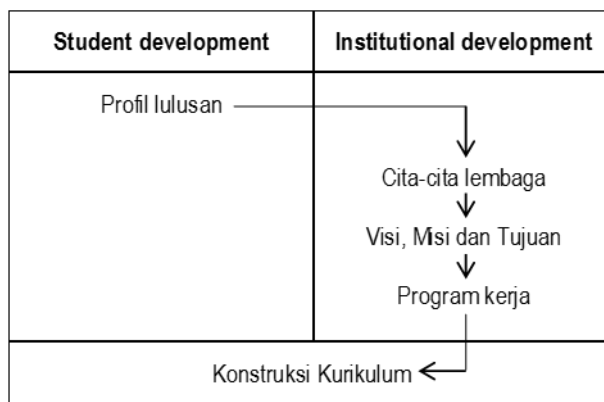 Student development
Institutional development
Profil lulusan
Cita-cita lembaga
Visi, Misi dan Tujuan
Program kerja
Konstruksi Kurikulum